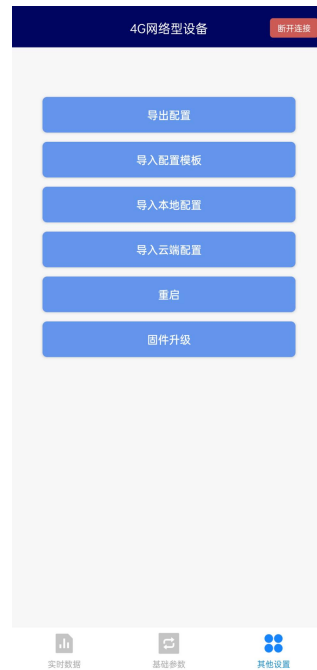 4G网络型设备
断开连接
导出配置
导入配置模板
导入本地配置
导入云端配置
重启
固件升级
实时数据
基础参数
其他设置